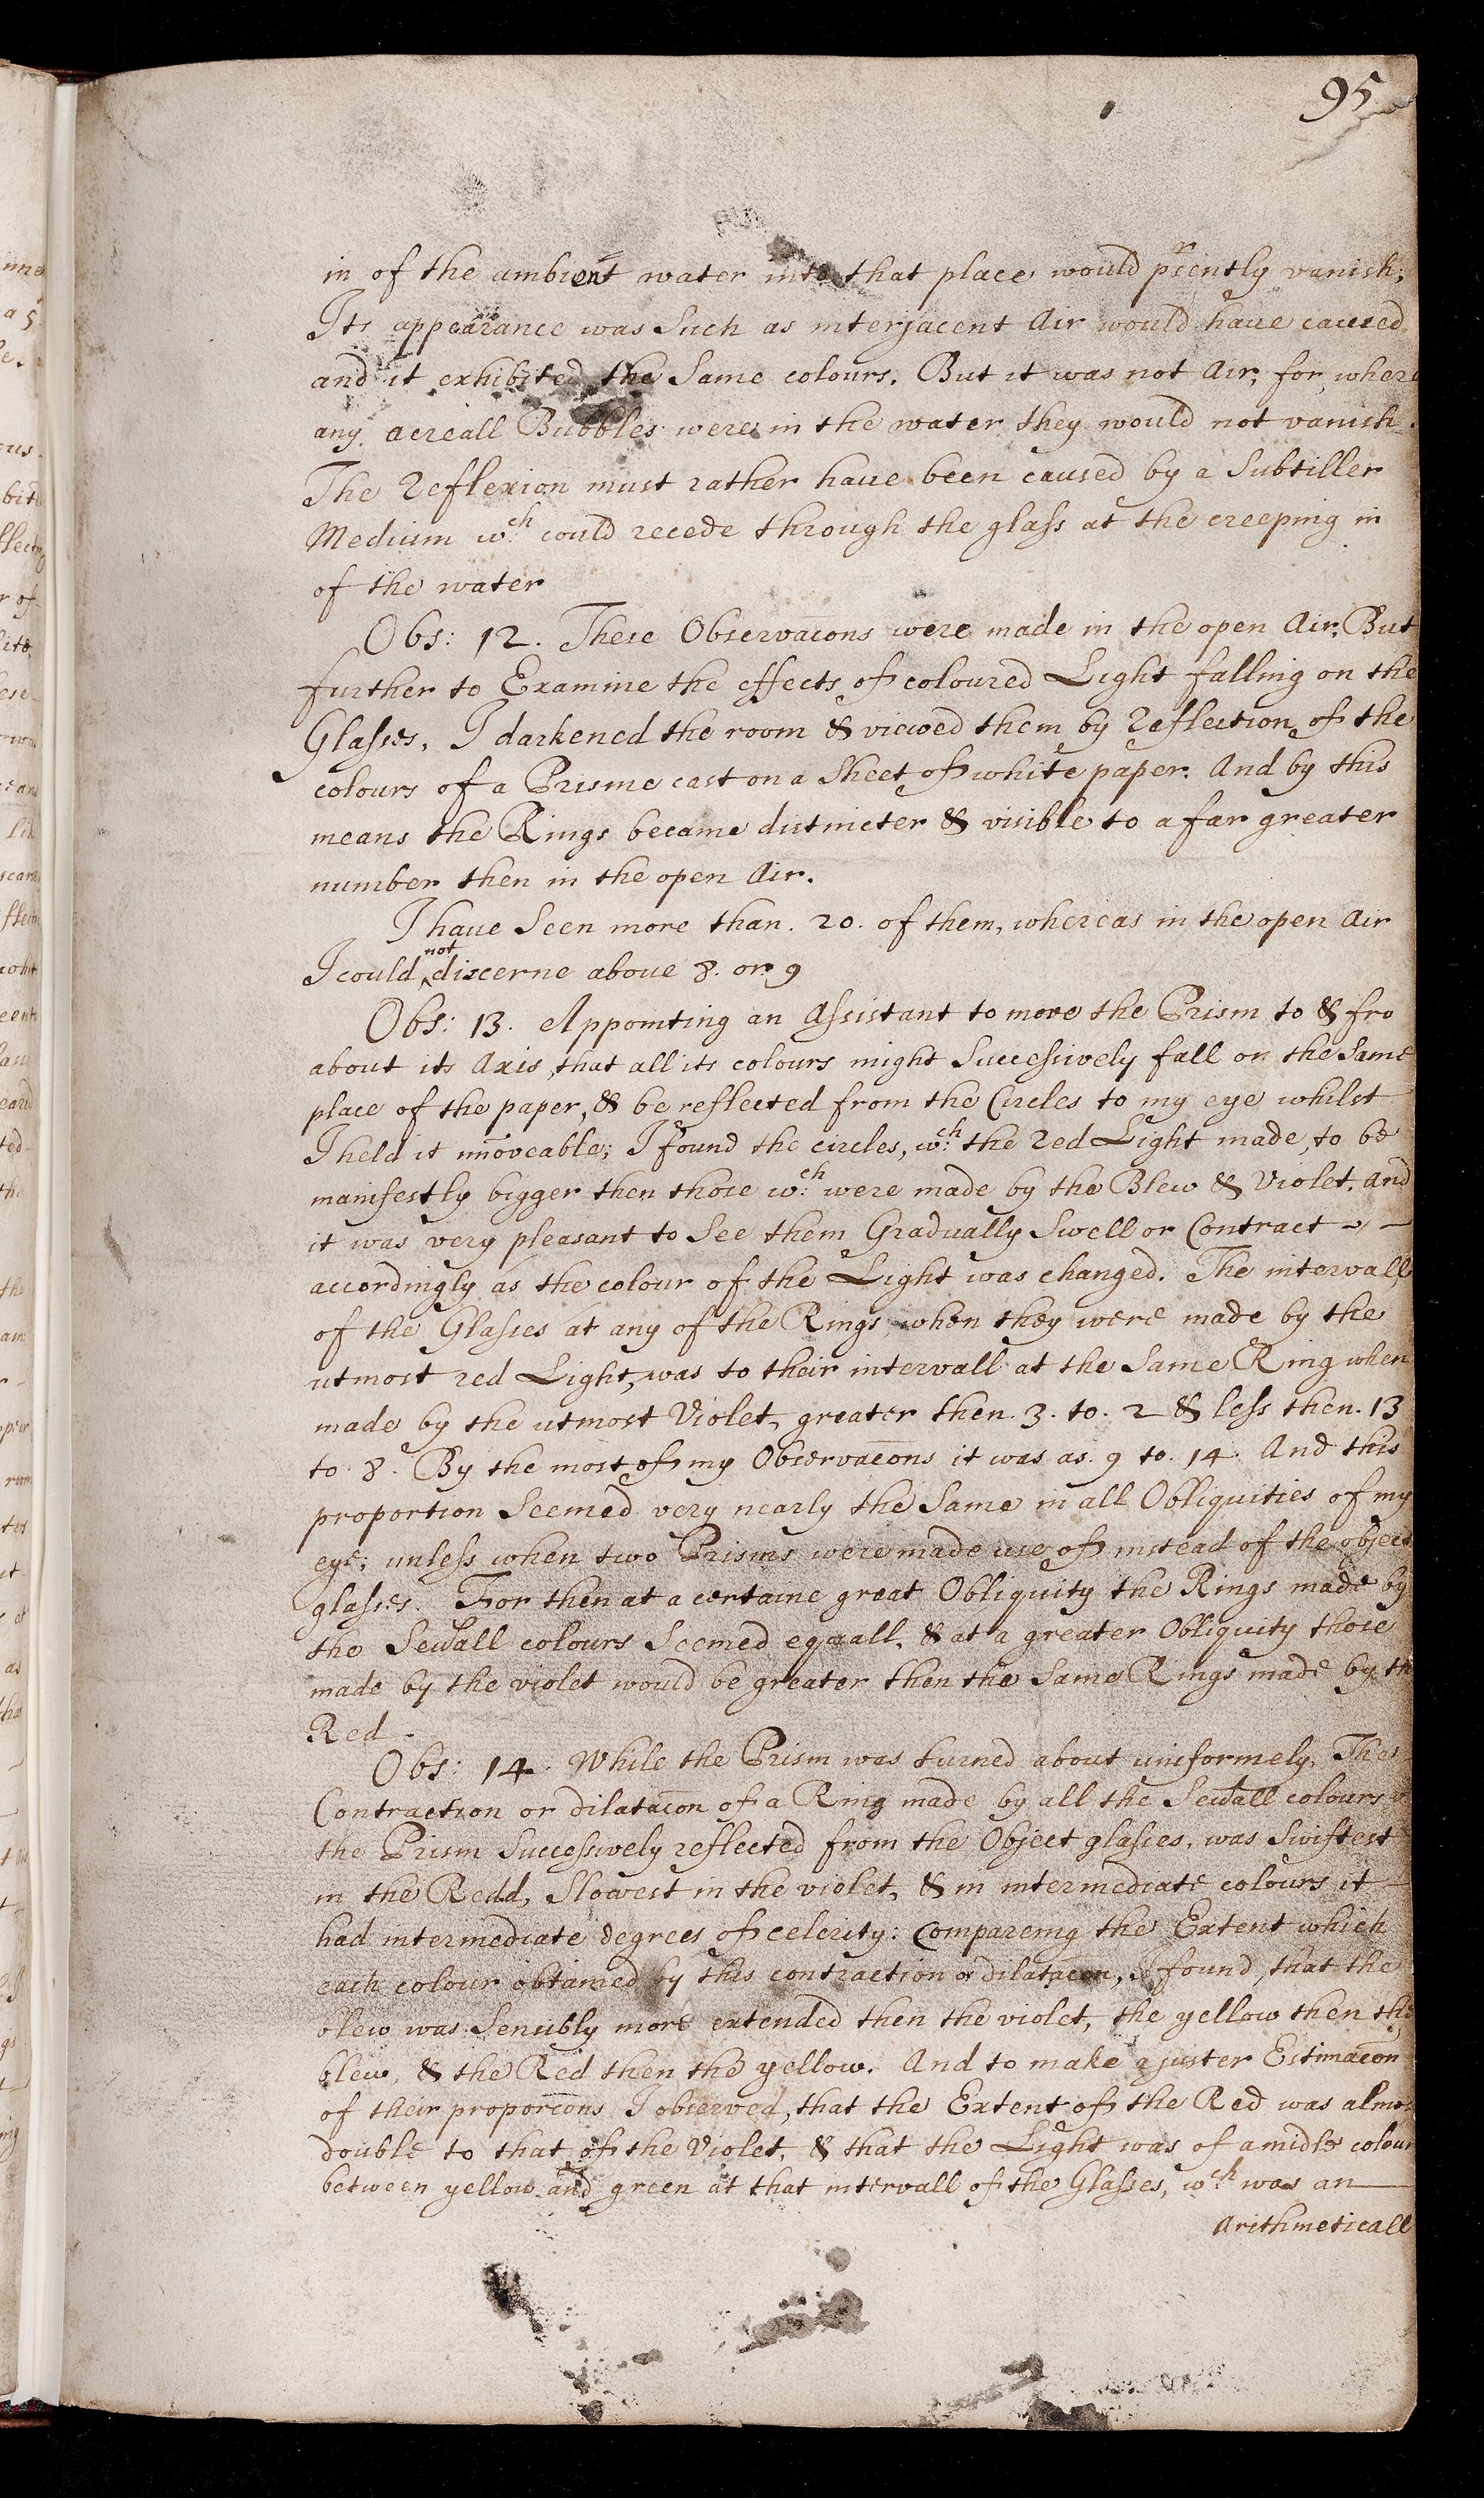 95
in of the ambient water into that place would prsently vanish;
Its appearance was Such as interjacent Air would haue caused,
and it exhibited the Same colours. But it was not Air, for where
any aereall Bubbles were in the water they would not vanish.
The Reflexion must rather haue been caused by a Subtiller
Medium wch could recede through the glass at the creeping in
of the water
Obs: 12. These Observacons were made in the open Air. But
further to Examine the effects of coloured Light falling on the
Glasses, I darkened the room & viewed them by Reflection of the
colours of a Prisme cast on a Sheet of white paper. And by this
means the Rings became distincter & visible to a far greater
number then in the open Air.
I haue Seen more than. 20. of them, whereas in the open Air
I could not discerne aboue 8. or 9
Obs: 13. Appointing an Assistant to move the Prism to & fro
about its Axis, that all its colours might Successively fall on the Same
place of the paper, & be reflected from the Circles to my eye whilst
I held it im̄oveable; I found the circles, wch the red Light made, to be
manifestly bigger then those wch were made by the Blew & Violet. And
it was very pleasant to See them Gradually Swell or Contract
accordingly as the colour of the Light was changed. The intervall
of the Glasses at any of the Rings when they were made by the
utmost red Light, was to their intervall at the Same Ring when
made by the utmost Violet, greater then. 3. to. 2 & less then. 13
to. 8. By the most of my Observacōns it was as. 9 to. 14. And this
proportion Seemed very nearly the Same in all Obliquities of my
eye; unless when two Prisms were made use of instead of the object
glasses. For then at a certaine great Obliquity the Rings made by
the Sewall colours Seemed equall, & at a greater Obliquity those
made by the violet would be greater then the Same Rings made by th
Red.
Obs: 14. While the Prism was turned about uniformely, The
Contraction or dilatacōn of a Ring made by all the Sewall colours
the Prism Successively reflected from the Object glasses, was Swiftest
in the Redd, Slowest in the violet, & in intermediate colours it
had intermediate degrees of celerity: Compareing the Extent which
each colour obtained by this contraction or dilatacōn, I found, that the
blew was Sensibly more extended then the violet, the yellow then the
blew, & the Red then the yellow. And to make a juster Estimacōn
of their proporcōns I observed, that the Extent of the Red was almos
double to that of the Violet, & that the Light was of a midle colour
between yellow and green at that intervall of the Glasses, wch was an
Arithmeticall